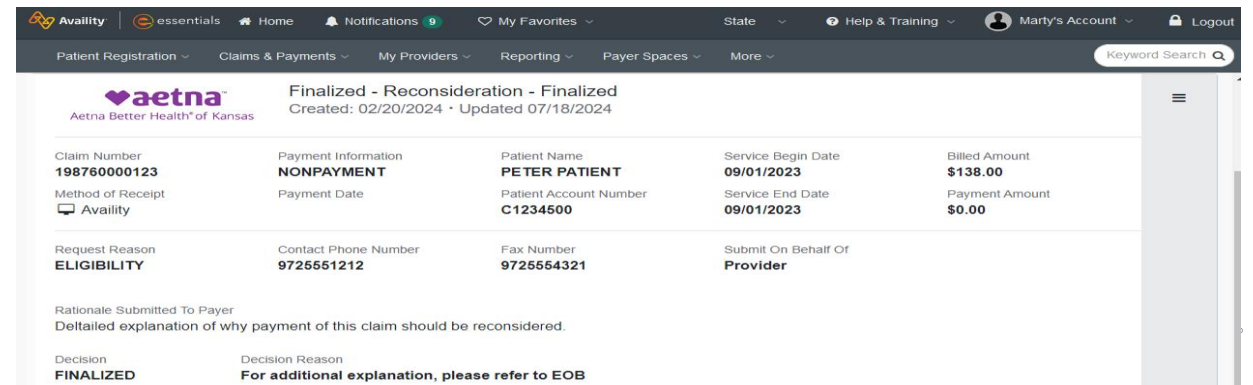 Availity essentials Home Notifications 9 My Favorites State Help & Training Marty's Account Logout
Patient Registration Claims & Payments My Providers Reporting Payer Spaces More Keyword Search
aetna™ Finalized - Reconsideration - Finalized
Aetna Better Health® of Kansas Created: 02/20/2024 • Updated 07/18/2024
Claim Number Payment Information Patient Name Service Begin Date Billed Amount
198760000123 NONPAYMENT PETER PATIENT 09/01/2023 $138.00
Method of Receipt Payment Date Patient Account Number Service End Date Payment Amount
Availity C1234500 09/01/2023 $0.00
Request Reason Contact Phone Number Fax Number Submit On Behalf Of
ELIGIBILITY 9725551212 9725554321 Provider
Rationale Submitted To Payer
Deltailed explanation of why payment of this claim should be reconsidered.
Decision Decision Reason
FINALIZED For additional explanation, please refer to EOB